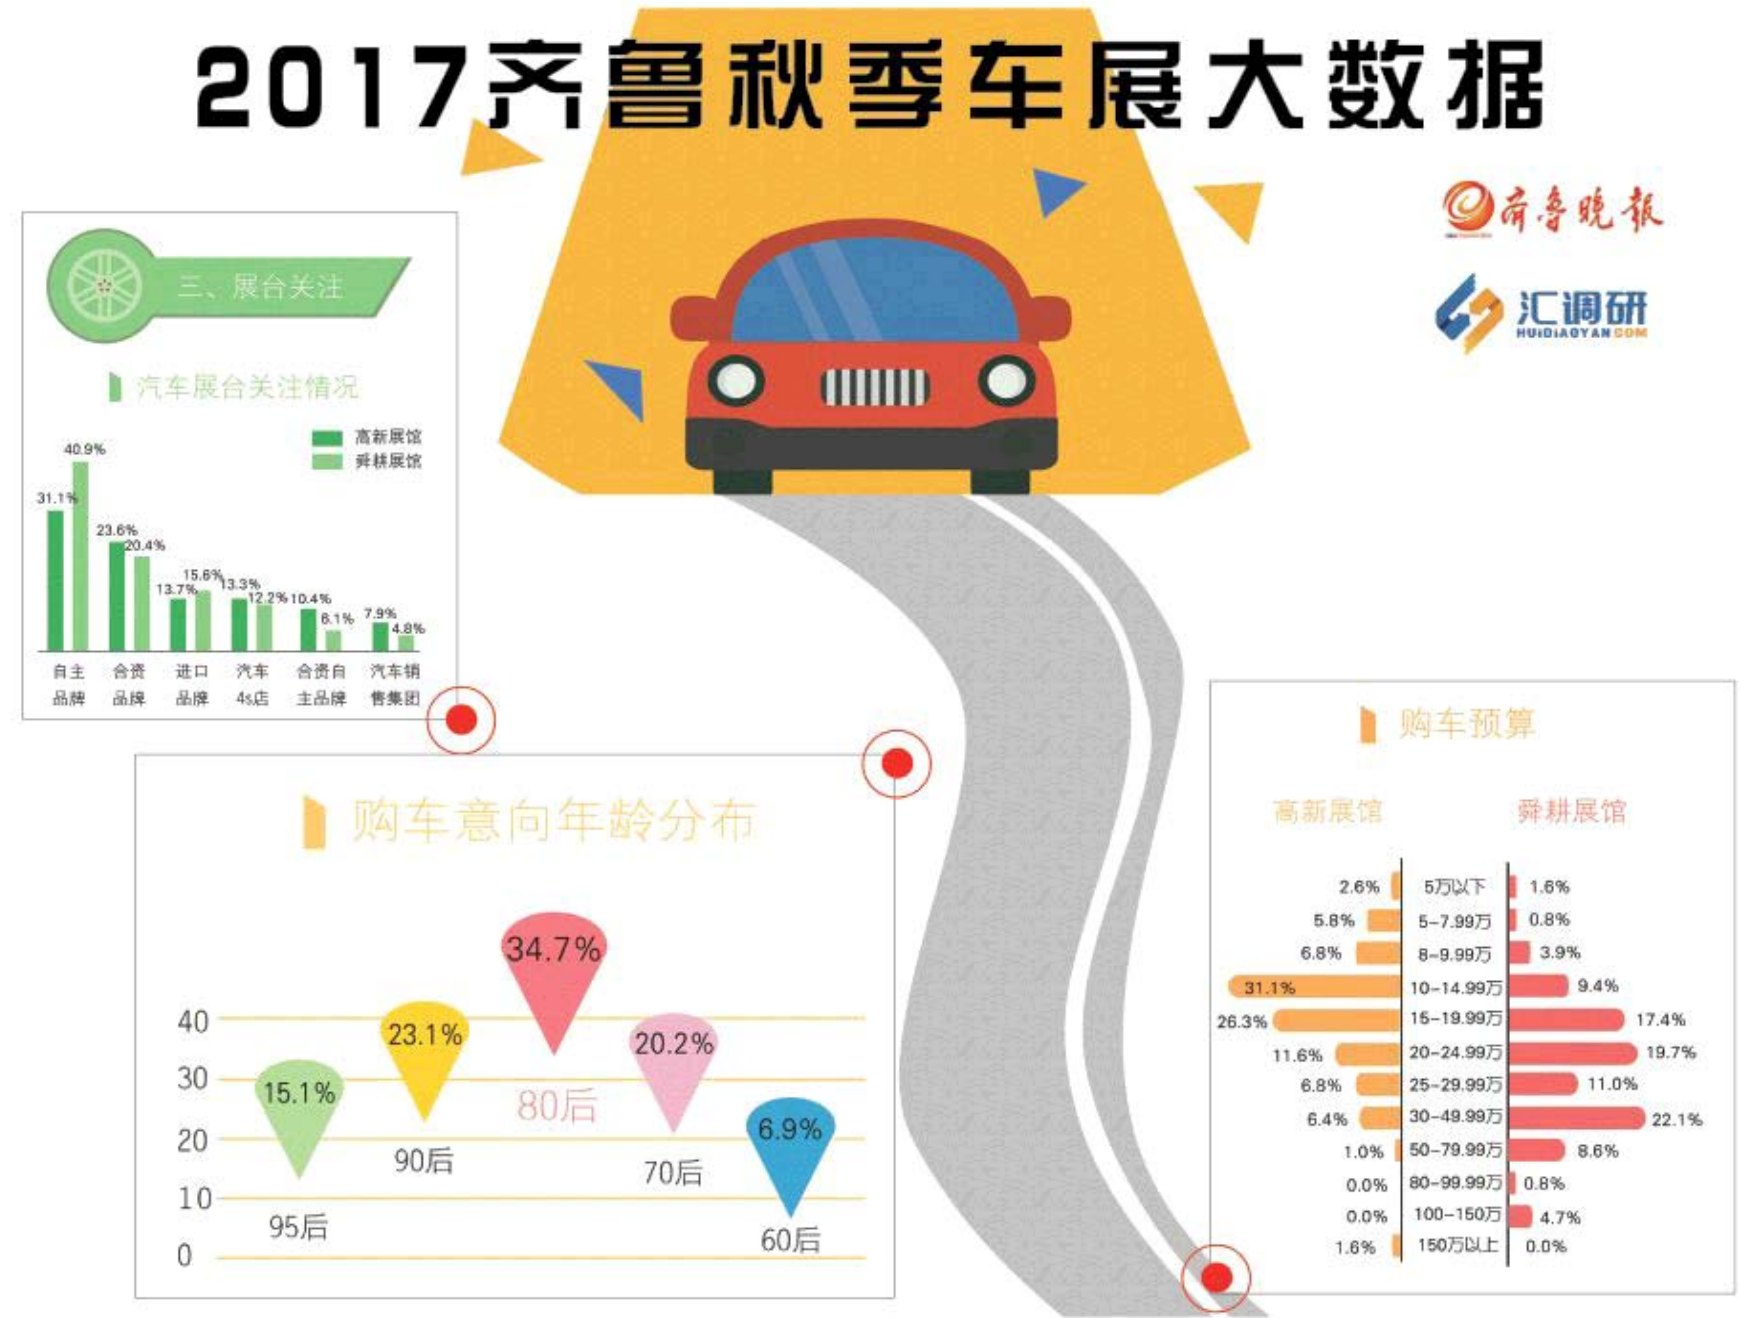 2017齐鲁秋季车展大数据
齐鲁晚报
汇调研
HUIDIAOYAN.COM
三、展台关注
汽车展台关注情况
高新展馆
舜耕展馆
31.1% 40.9%
23.6% 20.4%
13.7% 15.6%
13.3% 12.2%
10.4% 6.1%
7.9% 4.8%
自主品牌
合资品牌
进口品牌
汽车4s店
合资自主品牌
汽车销售集团
购车意向年龄分布
40
30
20
10
0
15.1%
95后
23.1%
90后
34.7%
80后
20.2%
70后
6.9%
60后
购车预算
高新展馆 舜耕展馆
2.6% 5万以下 1.6%
5.8% 5-7.99万 0.8%
6.8% 8-9.99万 3.9%
31.1% 10-14.99万 9.4%
26.3% 15-19.99万 17.4%
11.6% 20-24.99万 19.7%
6.8% 25-29.99万 11.0%
6.4% 30-49.99万 22.1%
1.0% 50-79.99万 8.6%
0.0% 80-99.99万 0.8%
0.0% 100-150万 4.7%
1.6% 150万以上 0.0%